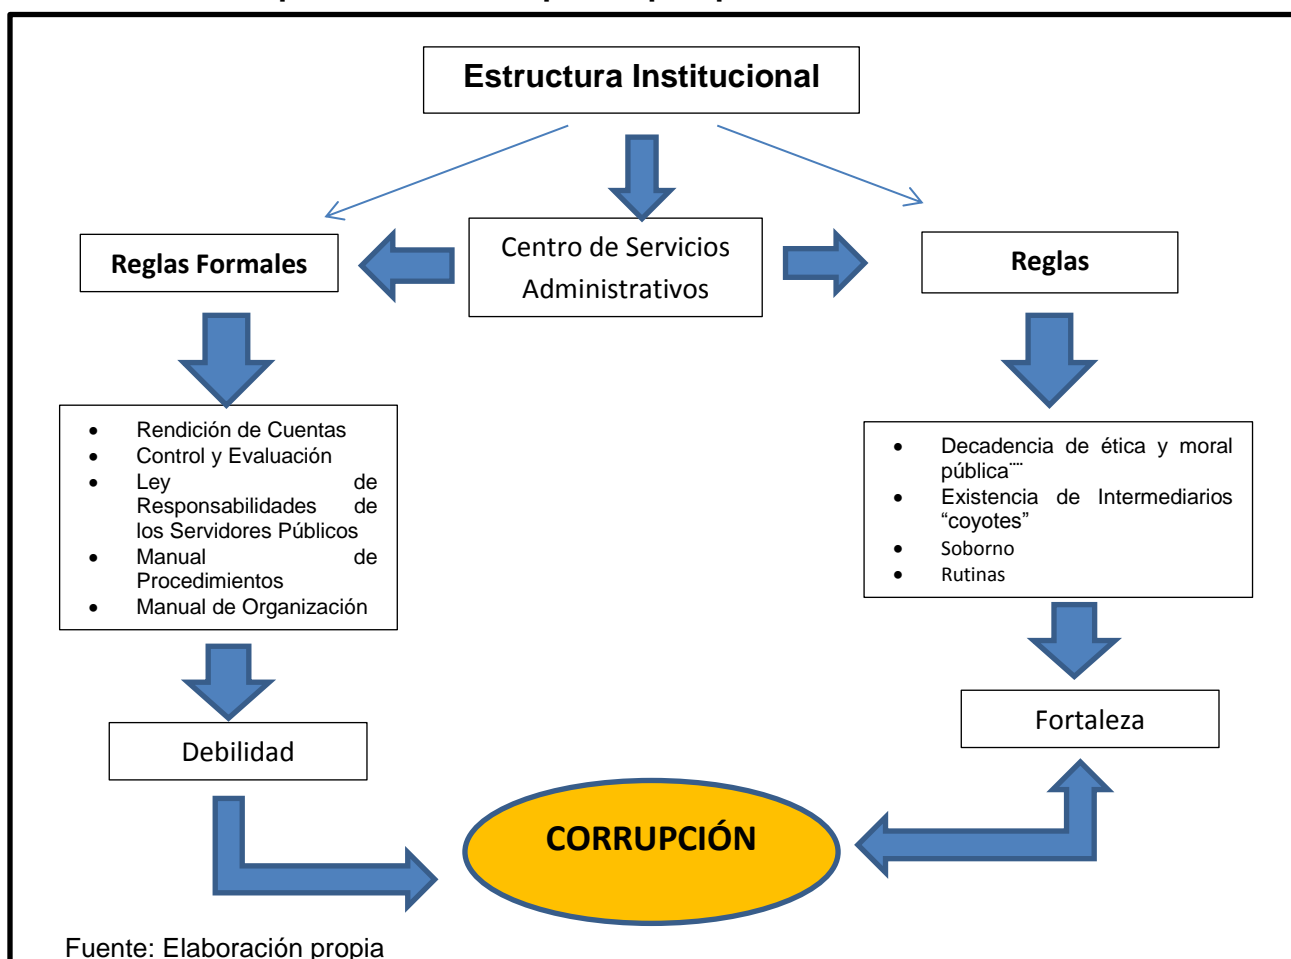 Estructura Institucional
Centro de Servicios
Administrativos
Reglas Formales
Reglas
• Rendición de Cuentas
• Control y Evaluación
• Ley de
Responsabilidades de
los Servidores Públicos
• Manual de
Procedimientos
• Manual de Organización
• Decadencia de ética y moral
pública¨¨
• Existencia de Intermediarios
“coyotes”
• Soborno
• Rutinas
Debilidad
Fortaleza
CORRUPCIÓN
Fuente: Elaboración propia